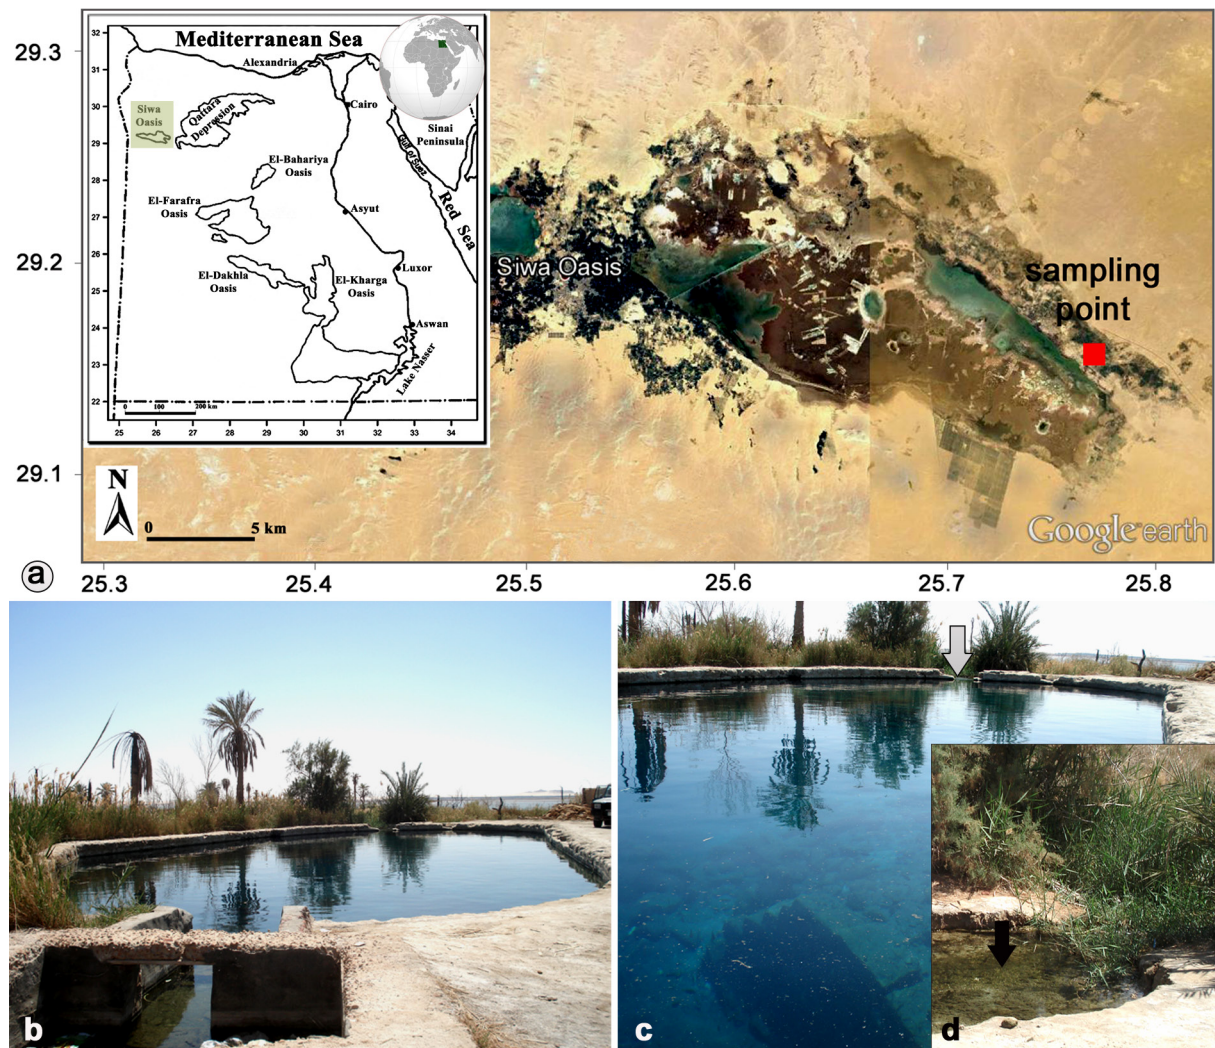 29.3
29.2
29.1
32
31
30
29
28
27
26
25
24
23
22
Mediterranean Sea
Alexandria
Cairo
Siwa
Oasis
Qattara
Depression
Sinai
Peninsula
Gulf of Suez
Red Sea
El-Bahariya
Oasis
El-Farafra
Oasis
Asyut
El-Dakhla
Oasis
El-Kharga
Oasis
Luxor
Aswan
Lake Nasser
0 100 200 km
25 26 27 28 29 30 31 32 33 34
Siwa Oasis
sampling
point
N
0 5 km
Google earth
a
25.3 25.4 25.5 25.6 25.7 25.8
b
c
d